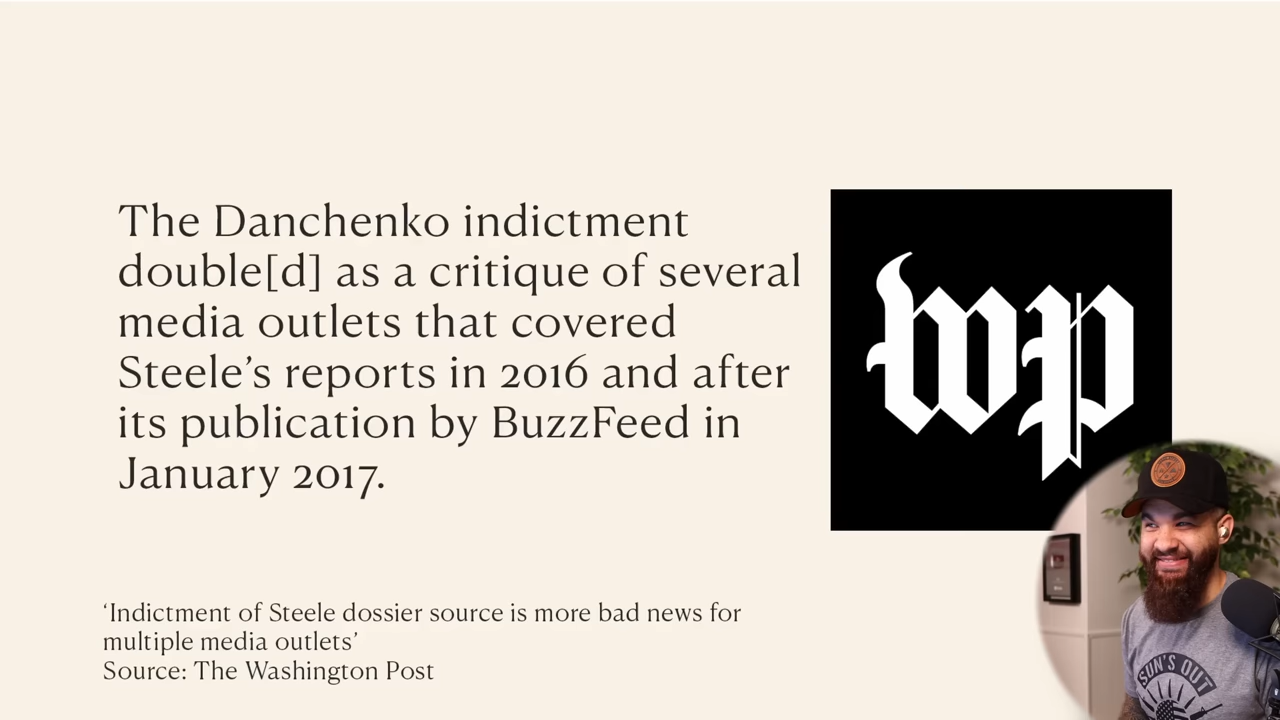 The Danchenko indictment
double[d] as a critique of several
media outlets that covered
Steele’s reports in 2016 and after
its publication by BuzzFeed in
January 2017.
wp
‘Indictment of Steele dossier source is more bad news for
multiple media outlets’
Source: The Washington Post
SUN'S OUT